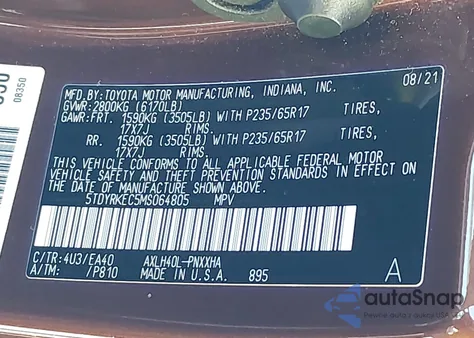 08350
MFD.BY: TOYOTA MOTOR MANUFACTURING, INDIANA, INC. 08/21
GVWR: 2800KG (6170LB)
GAWR: FRT. 1590KG (3505LB) WITH P235/65R17 TIRES,
17X7J RIMS.
RR. 1590KG (3505LB) WITH P235/65R17 TIRES,
17X7J RIMS.
THIS VEHICLE CONFORMS TO ALL APPLICABLE FEDERAL MOTOR
VEHICLE SAFETY AND THEFT PREVENTION STANDARDS IN EFFECT ON
THE DATE OF MANUFACTURE SHOWN ABOVE.
5TDYRKEC5MS064805 MPV
C/TR:4U3/EA40 AXLH40L-PNXXHA
A/TM: /P810 MADE IN U.S.A. 895 A
autoSnap